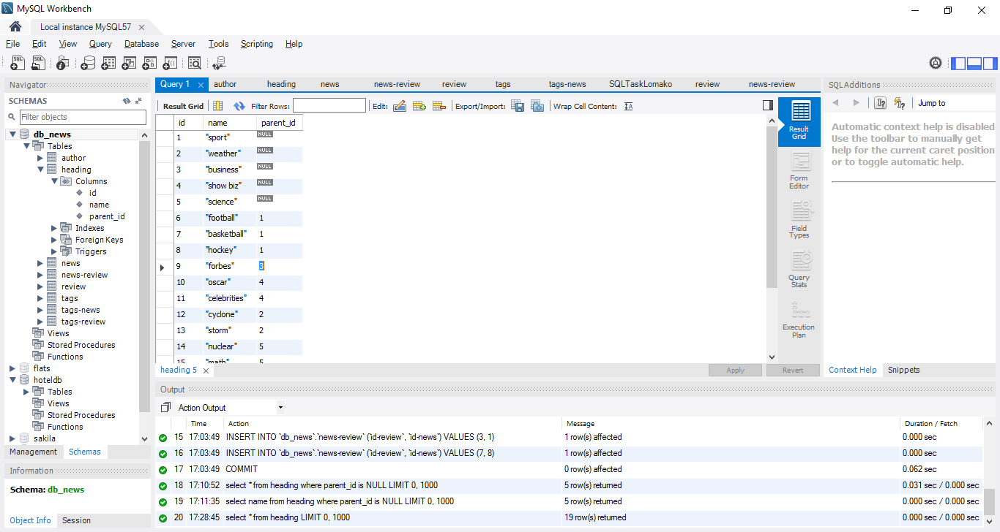 MySQL Workbench
Local instance MySQL57
File Edit View Query Database Server Tools Scripting Help
Navigator
SCHEMAS
Filter objects
db_news
Tables
author
heading
Columns
id
name
parent_id
Indexes
Foreign Keys
Triggers
news
news-review
review
tags
tags-news
tags-review
Views
Stored Procedures
Functions
flats
hoteldb
Tables
Views
Stored Procedures
Functions
sakila
Management Schemas
Information
Schema: db_news
Object Info Session
Query 1 author heading news news-review review tags tags-news SQLTaskLomako review news-review
Result Grid Filter Rows: Edit: Export/Import: Wrap Cell Content: IA
id name parent_id
1 "sport" NULL
2 "weather" NULL
3 "business" NULL
4 "show biz" NULL
5 "science" NULL
6 "football" 1
7 "basketball" 1
8 "hockey" 1
9 "forbes" 3
10 "oscar" 4
11 "celebrities" 4
12 "cyclone" 2
13 "storm" 2
14 "nuclear" 5
15 "math" 5
heading 5
Apply Revert
Result
Grid
Form
Editor
Field
Types
Query
Stats
Execution
Plan
SQLAdditions
Jump to
Automatic context help is disabled.
Use the toolbar to manually get
help for the current caret position
or to toggle automatic help.
Context Help Snippets
Output
Action Output
Time Action Message Duration / Fetch
15 17:03:49 INSERT INTO `db_news`.`news-review` (`id-review`, `id-news`) VALUES (3, 1) 1 row(s) affected 0.000 sec
16 17:03:49 INSERT INTO `db_news`.`news-review` (`id-review`, `id-news`) VALUES (7, 8) 1 row(s) affected 0.000 sec
17 17:03:49 COMMIT 0 row(s) affected 0.062 sec
18 17:10:52 select * from heading where parent_id is NULL LIMIT 0, 1000 5 row(s) returned 0.031 sec / 0.000 sec
19 17:11:35 select name from heading where parent_id is NULL LIMIT 0, 1000 5 row(s) returned 0.000 sec / 0.000 sec
20 17:28:45 select * from heading LIMIT 0, 1000 19 row(s) returned 0.000 sec / 0.000 sec